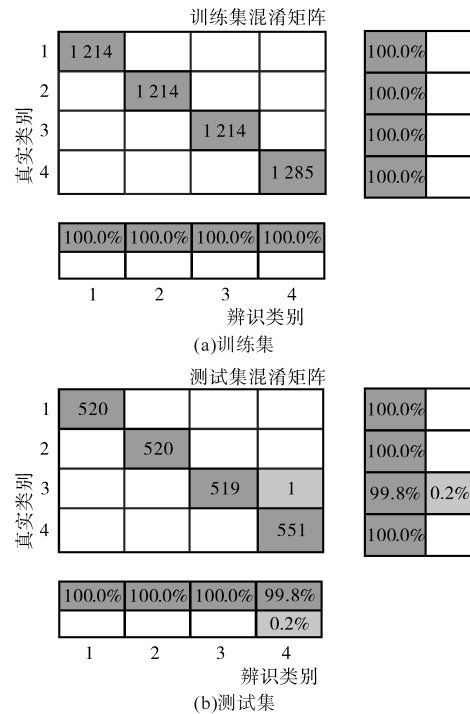 训练集混淆矩阵
真实类别
1 1 214 100.0%
2 1 214 100.0%
3 1 214 100.0%
4 1 285 100.0%
100.0% 100.0% 100.0% 100.0%
1 2 3 4
辨识类别
(a)训练集
测试集混淆矩阵
真实类别
1 520 100.0%
2 520 100.0%
3 519 1 99.8% 0.2%
4 551 100.0%
100.0% 100.0% 100.0% 99.8%
0.2%
1 2 3 4
辨识类别
(b)测试集